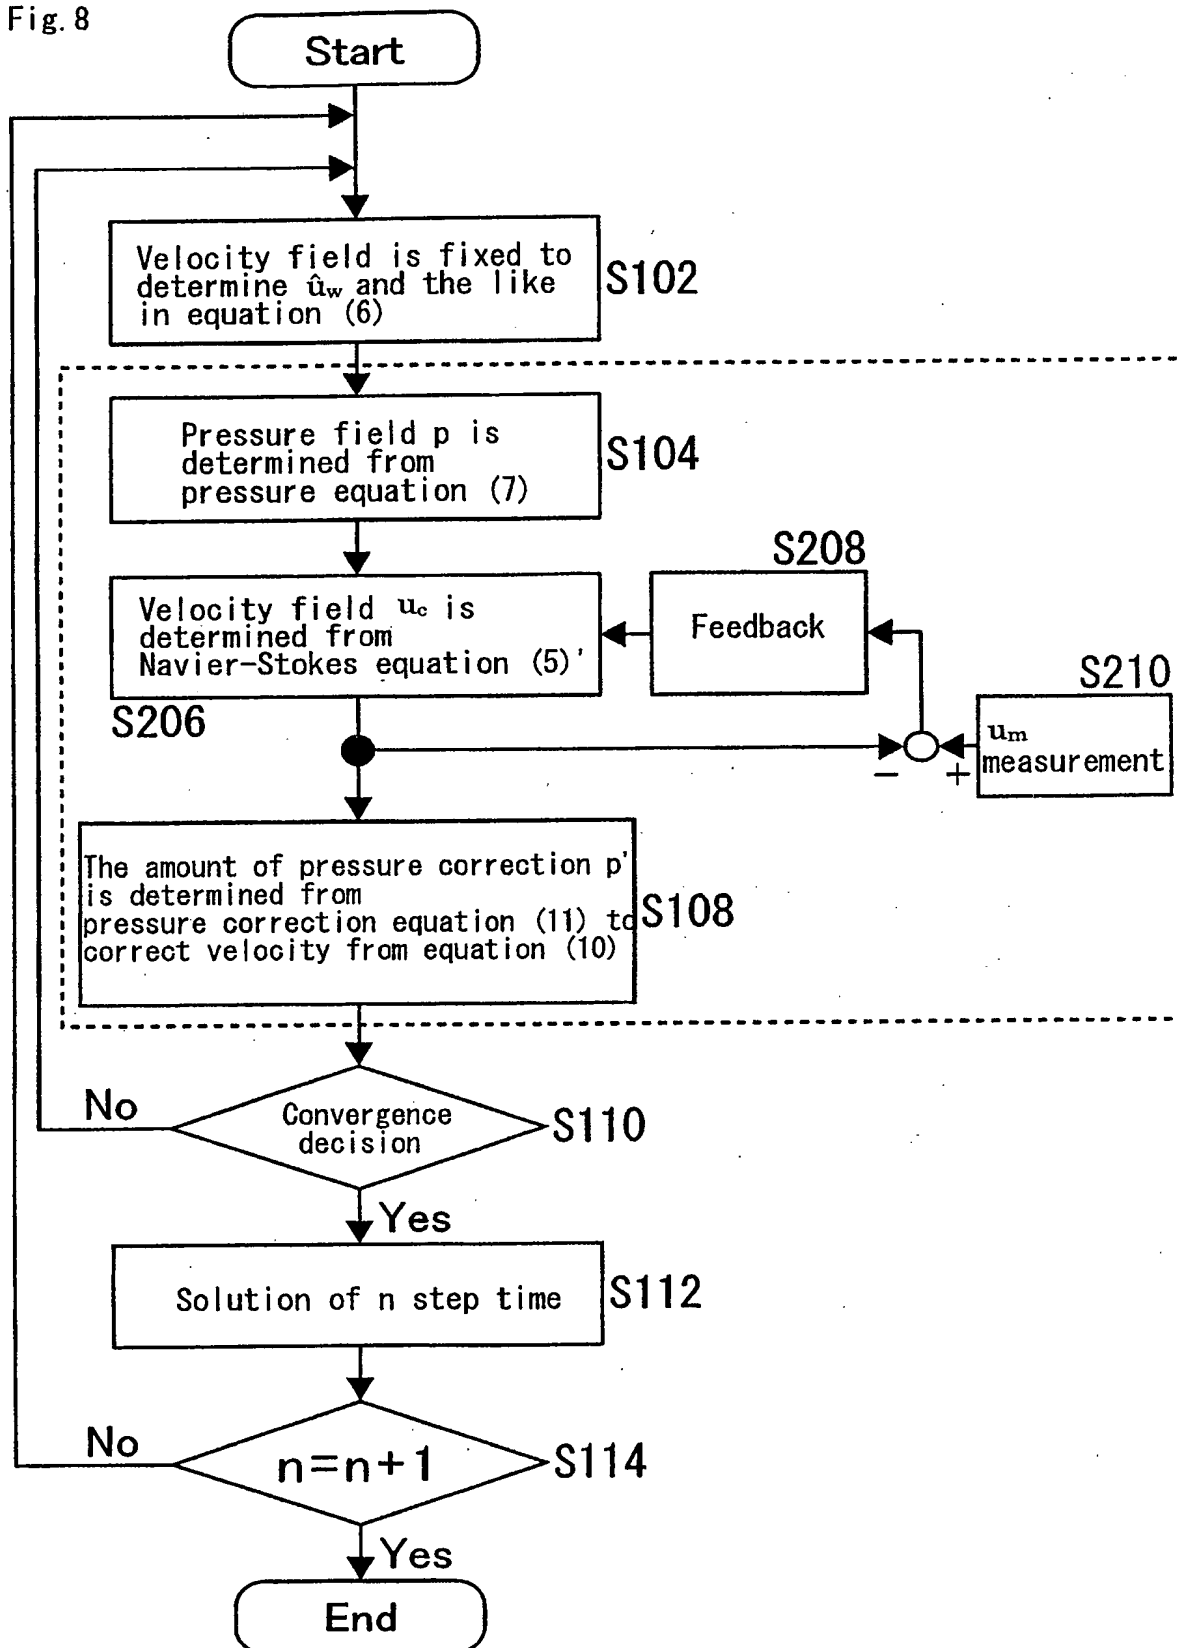 Fig. 8
Start
Velocity field is fixed to
determine ûw and the like
in equation (6)
S102
Pressure field p is
determined from
pressure equation (7)
S104
S208
Velocity field uc is
determined from
Navier-Stokes equation (5)'
Feedback
S206
S210
um
measurement
−
+
The amount of pressure correction p'
is determined from
pressure correction equation (11) to
correct velocity from equation (10)
S108
No
Convergence
decision
S110
Yes
Solution of n step time
S112
No
n=n+1
S114
Yes
End